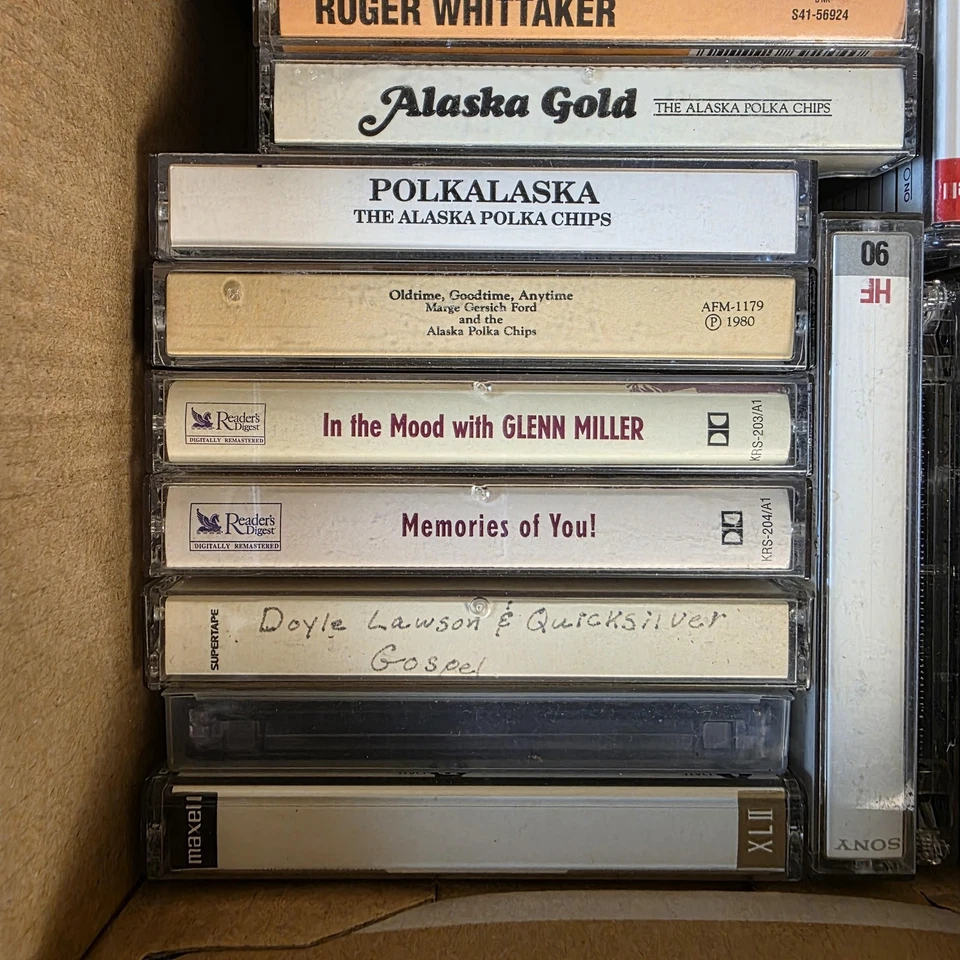 ROGER WHITTAKER
S41-56924
Alaska Gold THE ALASKA POLKA CHIPS
POLKALASKA
THE ALASKA POLKA CHIPS
Oldtime, Goodtime, Anytime
Marge Gersich Ford
and the
Alaska Polka Chips
AFM-1179
Ⓟ 1980
Reader's
Digest
DIGITALLY REMASTERED
In the Mood with GLENN MILLER
KRS-203/A1
Reader's
Digest
DIGITALLY REMASTERED
Memories of You!
KRS-204/A1
SUPERTAPE
Doyle Lawson & Quicksilver
Gospel
maxell
XLII
90
HF
SONY